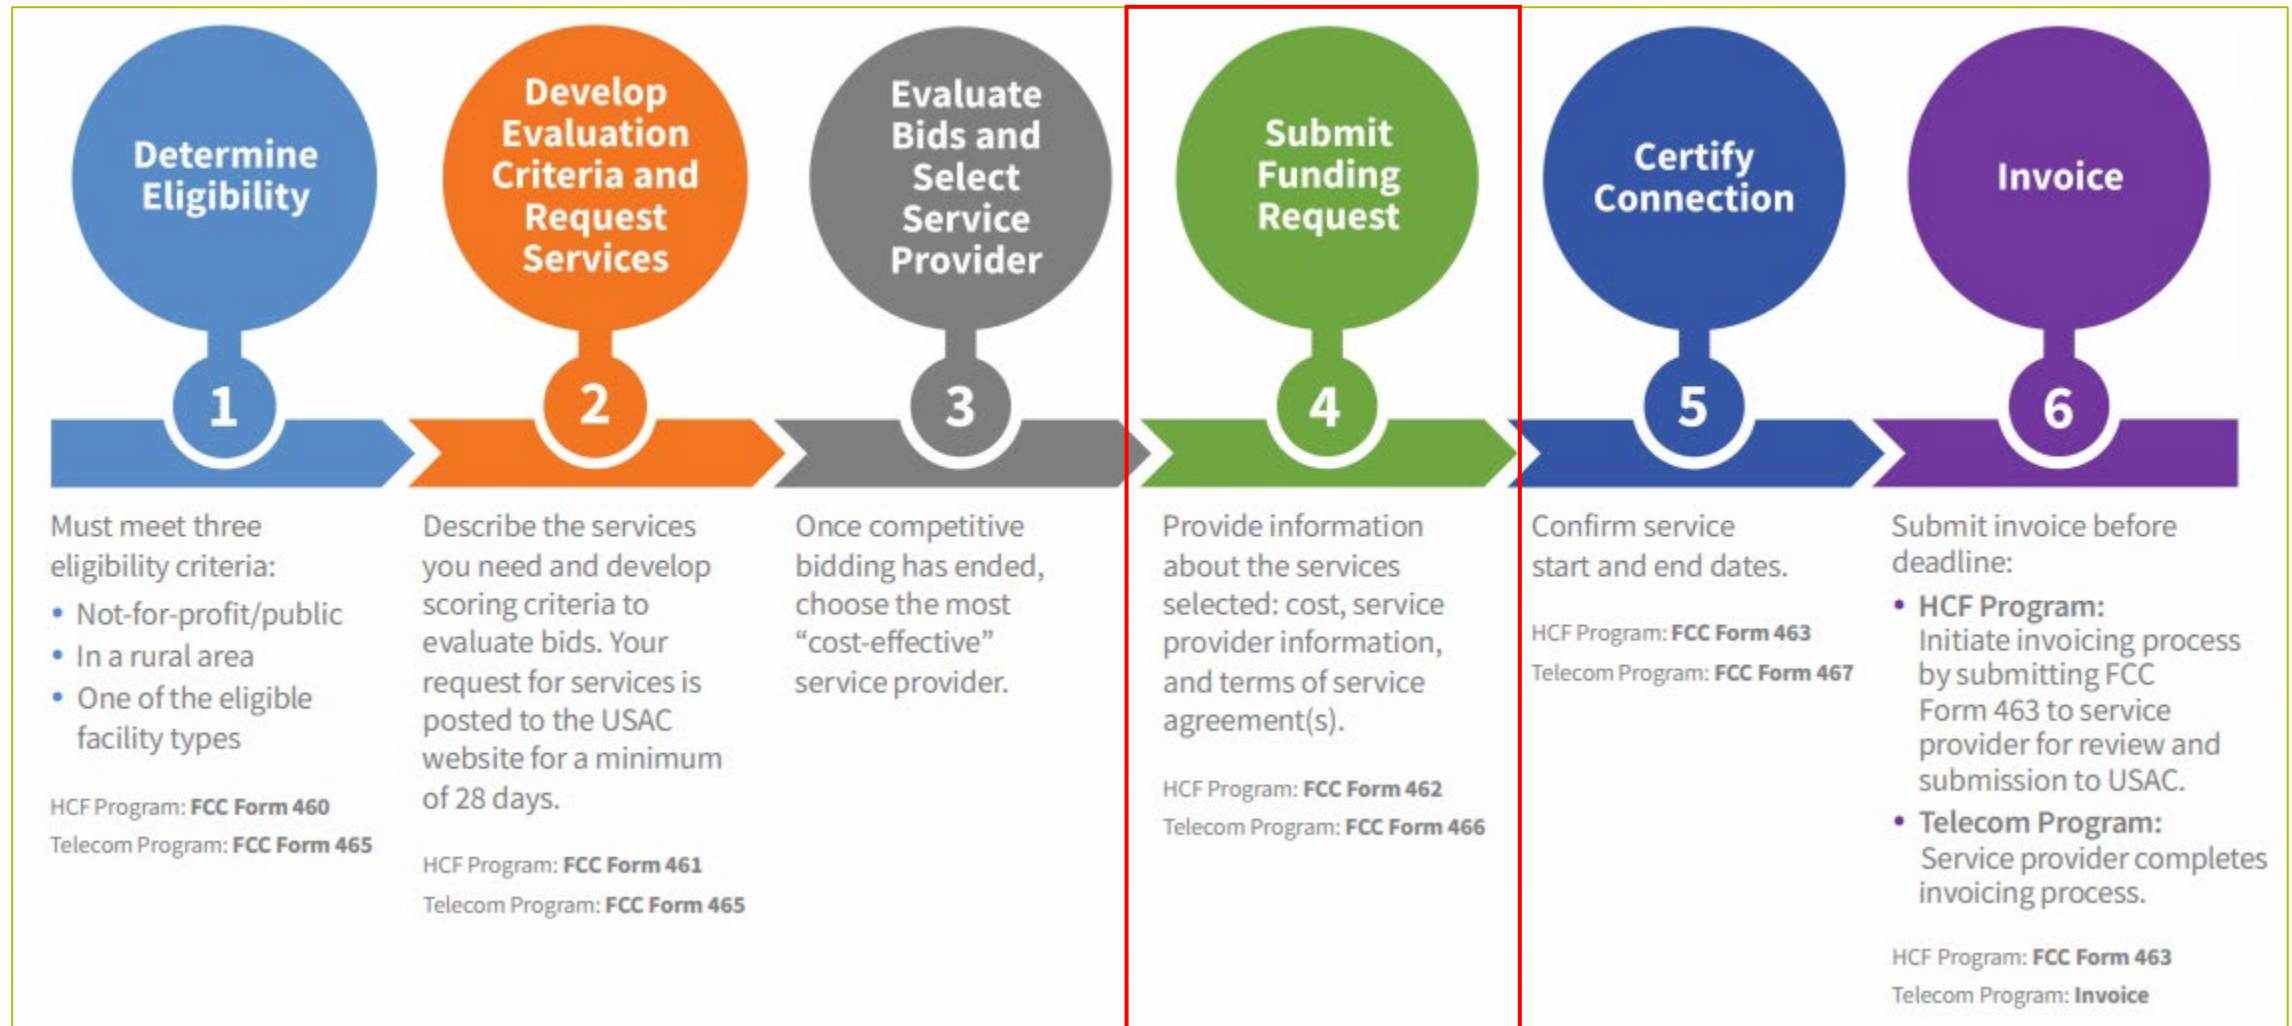 Determine
Eligibility
1
Must meet three
eligibility criteria:
• Not-for-profit/public
• In a rural area
• One of the eligible
facility types
HCF Program: FCC Form 460
Telecom Program: FCC Form 465
Develop
Evaluation
Criteria and
Request
Services
2
Describe the services
you need and develop
scoring criteria to
evaluate bids. Your
request for services is
posted to the USAC
website for a minimum
of 28 days.
HCF Program: FCC Form 461
Telecom Program: FCC Form 465
Evaluate
Bids and
Select
Service
Provider
3
Once competitive
bidding has ended,
choose the most
“cost-effective”
service provider.
Submit
Funding
Request
4
Provide information
about the services
selected: cost, service
provider information,
and terms of service
agreement(s).
HCF Program: FCC Form 462
Telecom Program: FCC Form 466
Certify
Connection
5
Confirm service
start and end dates.
HCF Program: FCC Form 463
Telecom Program: FCC Form 467
Invoice
6
Submit invoice before
deadline:
• HCF Program:
Initiate invoicing process
by submitting FCC
Form 463 to service
provider for review and
submission to USAC.
• Telecom Program:
Service provider completes
invoicing process.
HCF Program: FCC Form 463
Telecom Program: Invoice